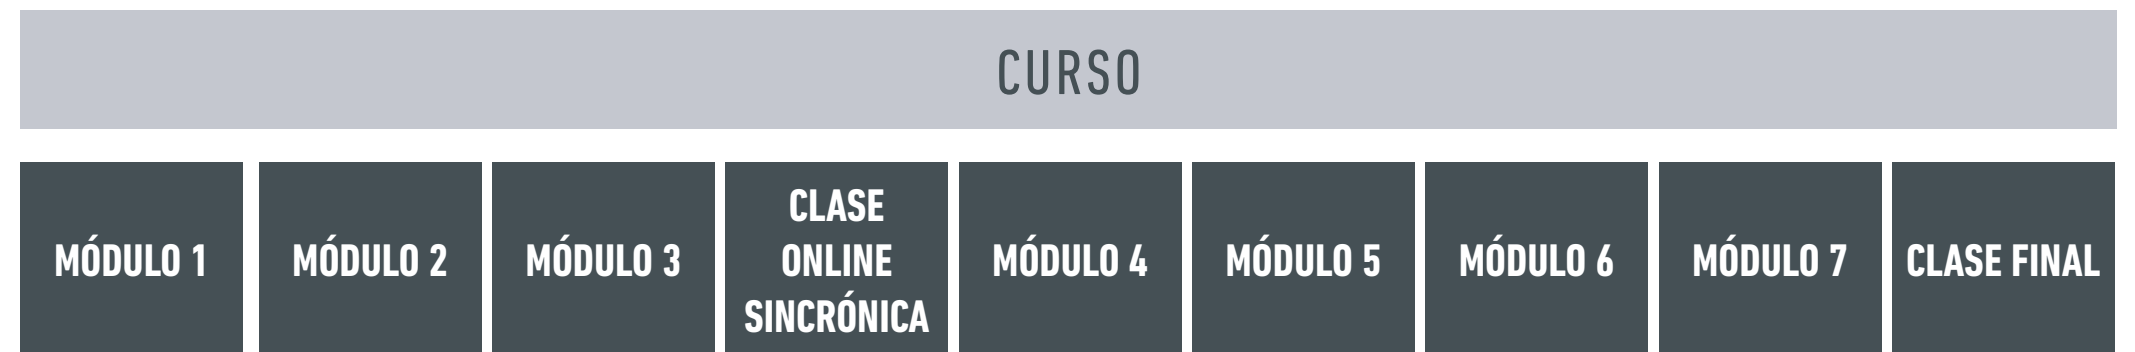 CURSO
MÓDULO 1
MÓDULO 2
MÓDULO 3
CLASE
ONLINE
SINCRÓNICA
MÓDULO 4
MÓDULO 5
MÓDULO 6
MÓDULO 7
CLASE FINAL